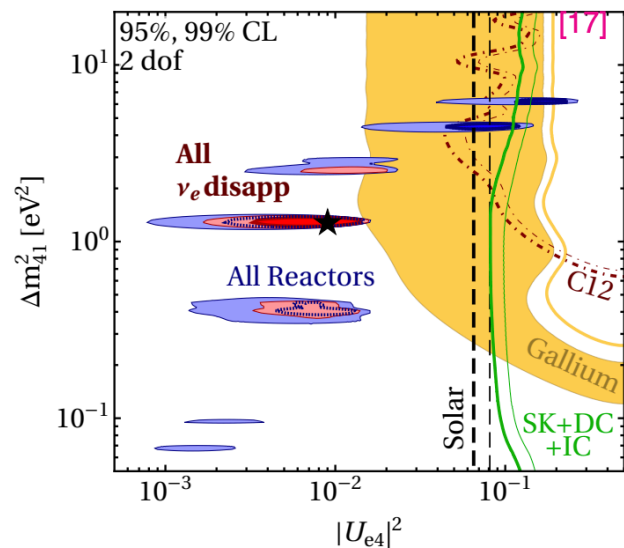 95%, 99% CL
2 dof
[17]
All
νe disapp
All Reactors
C12
Gallium
Solar
SK+DC
+IC
Δm²41 [eV²]
10¹
10⁰
10⁻¹
10⁻³
10⁻²
10⁻¹
|Ue4|²